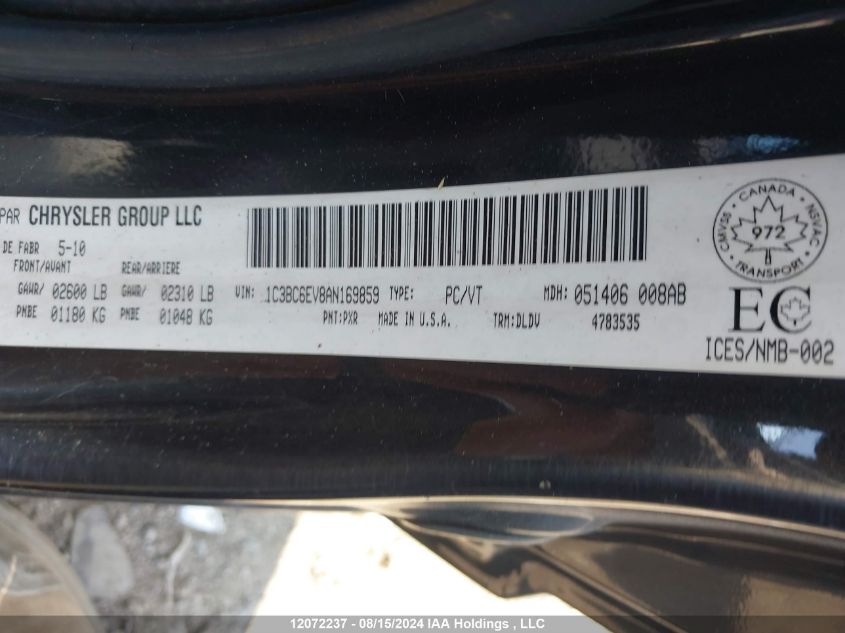 PAR CHRYSLER GROUP LLC
DE FABR 5-10
FRONT/AVANT REAR/ARRIERE
GAWR/ 02600 LB GAWR/ 02310 LB
PNBE 01180 KG PNBE 01048 KG
VIN: 1C3BC6EV8AN169859 TYPE: PC/VT MDH: 051406 008AB
PNT:PXR MADE IN U.S.A. TRM:DLDV 4783535
CANADA
CMVSS 972 NSVAC
TRANSPORT
EC
ICES/NMB-002
12072237 - 08/15/2024 IAA Holdings , LLC